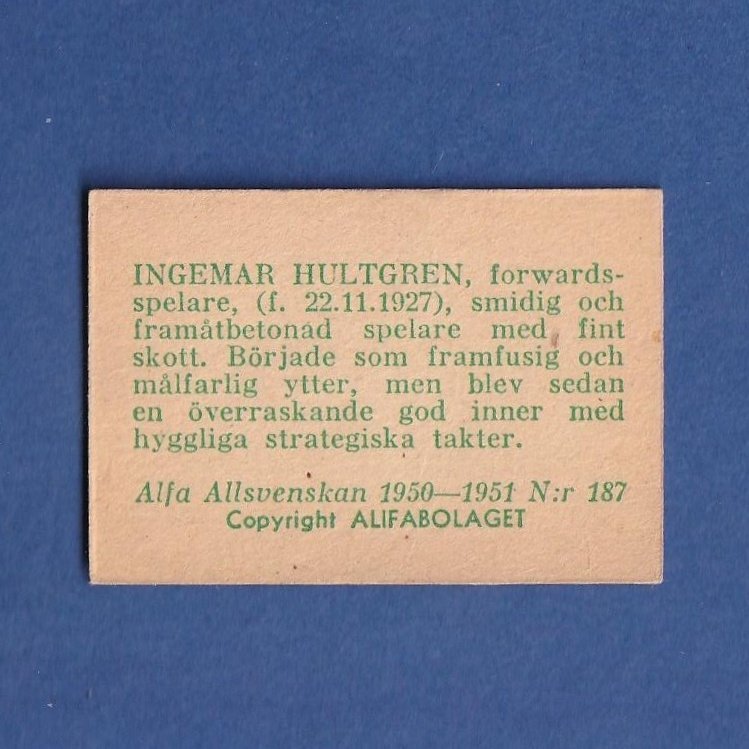 INGEMAR HULTGREN, forwards-
spelare, (f. 22.11.1927), smidig och
framåtbetonad spelare med fint
skott. Började som framfusig och
målfarlig ytter, men blev sedan
en överraskande god inner med
hyggliga strategiska takter.
Alfa Allsvenskan 1950—1951 N:r 187
Copyright ALIFABOLAGET